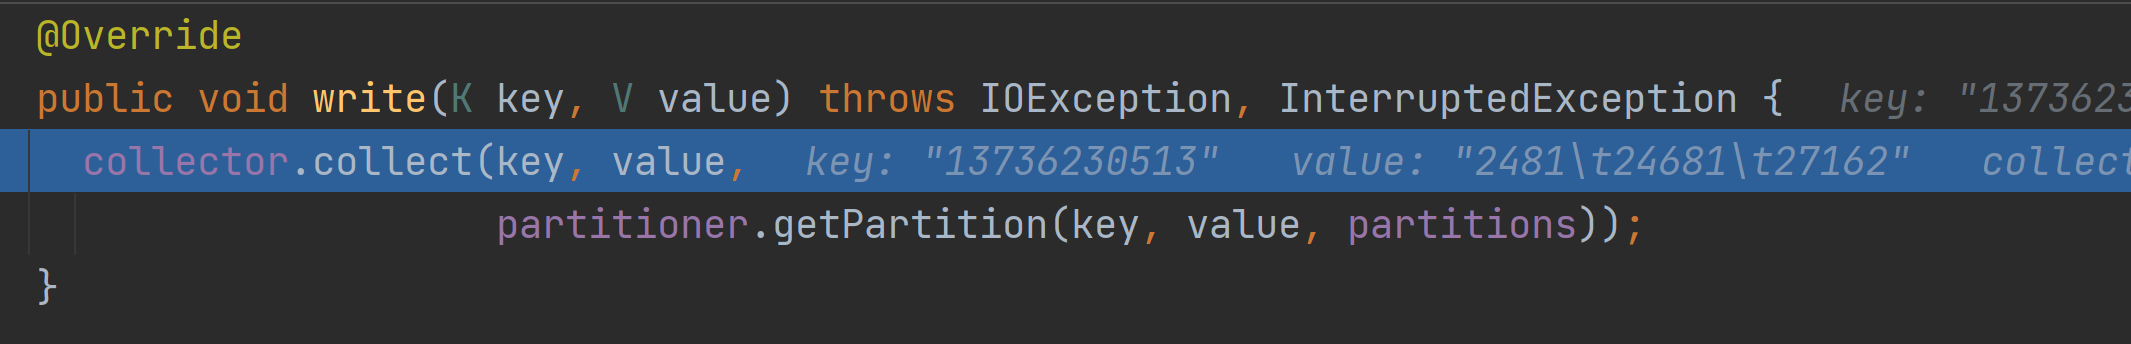 @Override
public void write(K key, V value) throws IOException, InterruptedException {   key: "1373623
collector.collect(key, value,   key: "13736230513"   value: "2481\t24681\t27162"   collect
partitioner.getPartition(key, value, partitions));
}